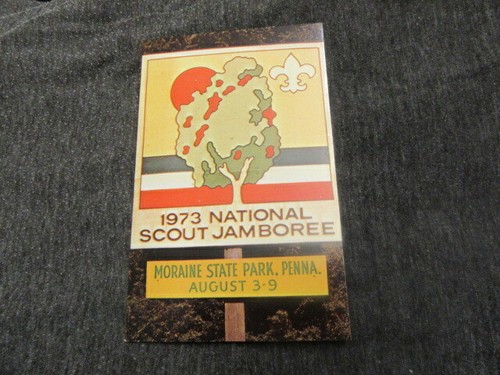 1973 NATIONAL
SCOUT JAMBOREE
MORAINE STATE PARK, PENNA.
AUGUST 3-9